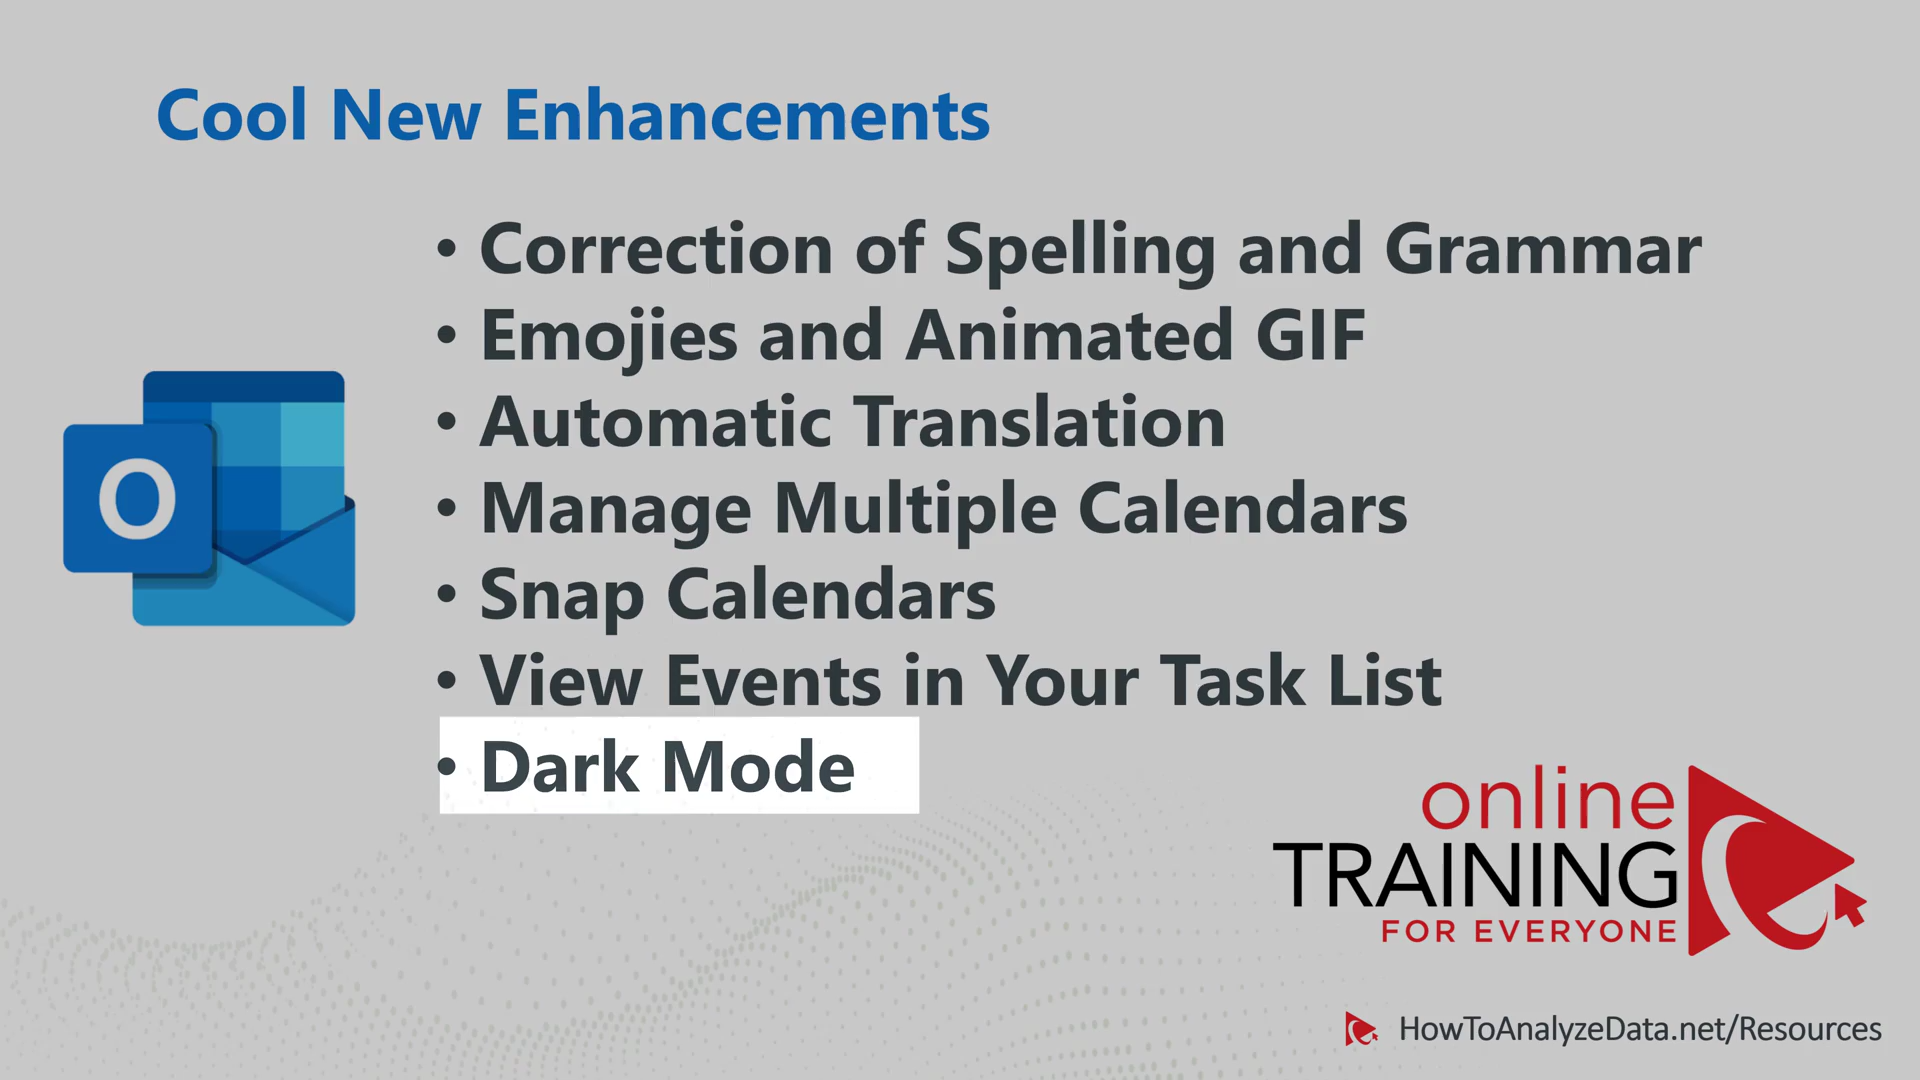 Cool New Enhancements
• Correction of Spelling and Grammar
• Emojies and Animated GIF
• Automatic Translation
• Manage Multiple Calendars
• Snap Calendars
• View Events in Your Task List
• Dark Mode
O
online
TRAINING
FOR EVERYONE
HowToAnalyzeData.net/Resources